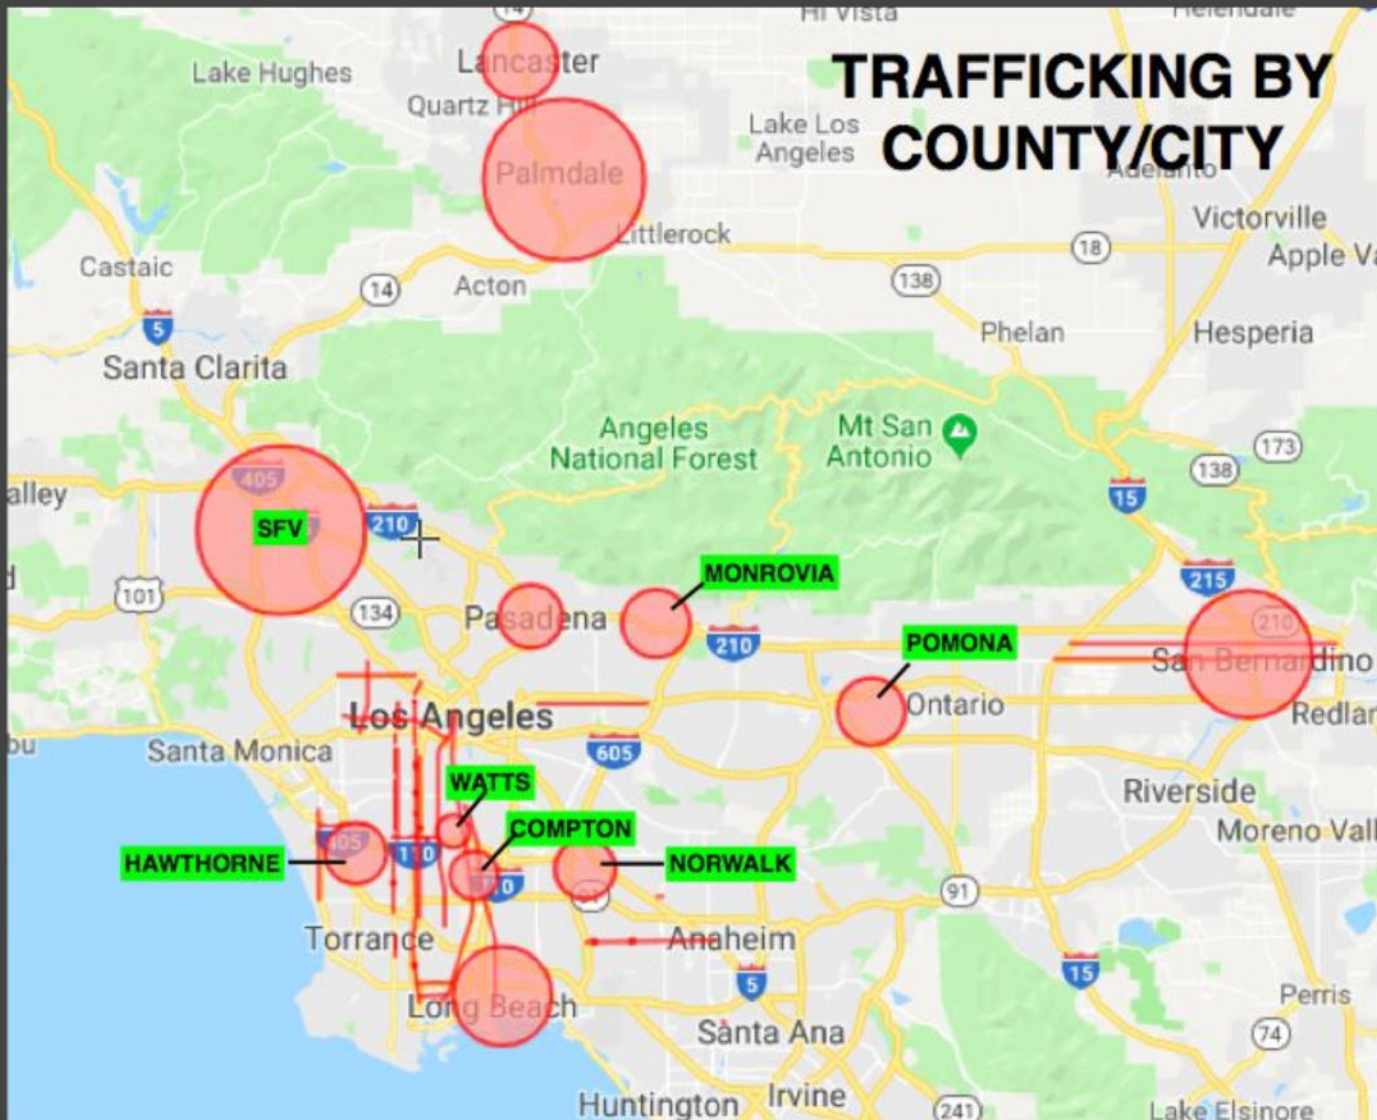 14
Hi Vista
Helendale
Lake Hughes
Lancaster
TRAFFICKING BY
COUNTY/CITY
Quartz Hill
Lake Los
Angeles
Palmdale
Adelanto
Littlerock
Victorville
Castaic
18
Apple Va
14
Acton
138
5
Phelan
Hesperia
Santa Clarita
Angeles
National Forest
Mt San
Antonio
173
138
405
alley
15
SFV
210
MONROVIA
215
d
101
134
Pasadena
210
210
POMONA
San Bernardino
Los Angeles
Ontario
Redlar
bu
Santa Monica
605
WATTS
Riverside
COMPTON
Moreno Vall
405
110
HAWTHORNE
NORWALK
710
91
91
Torrance
Anaheim
5
15
Long Beach
Perris
Santa Ana
74
Huntington
Irvine
241
Lake Elsinore